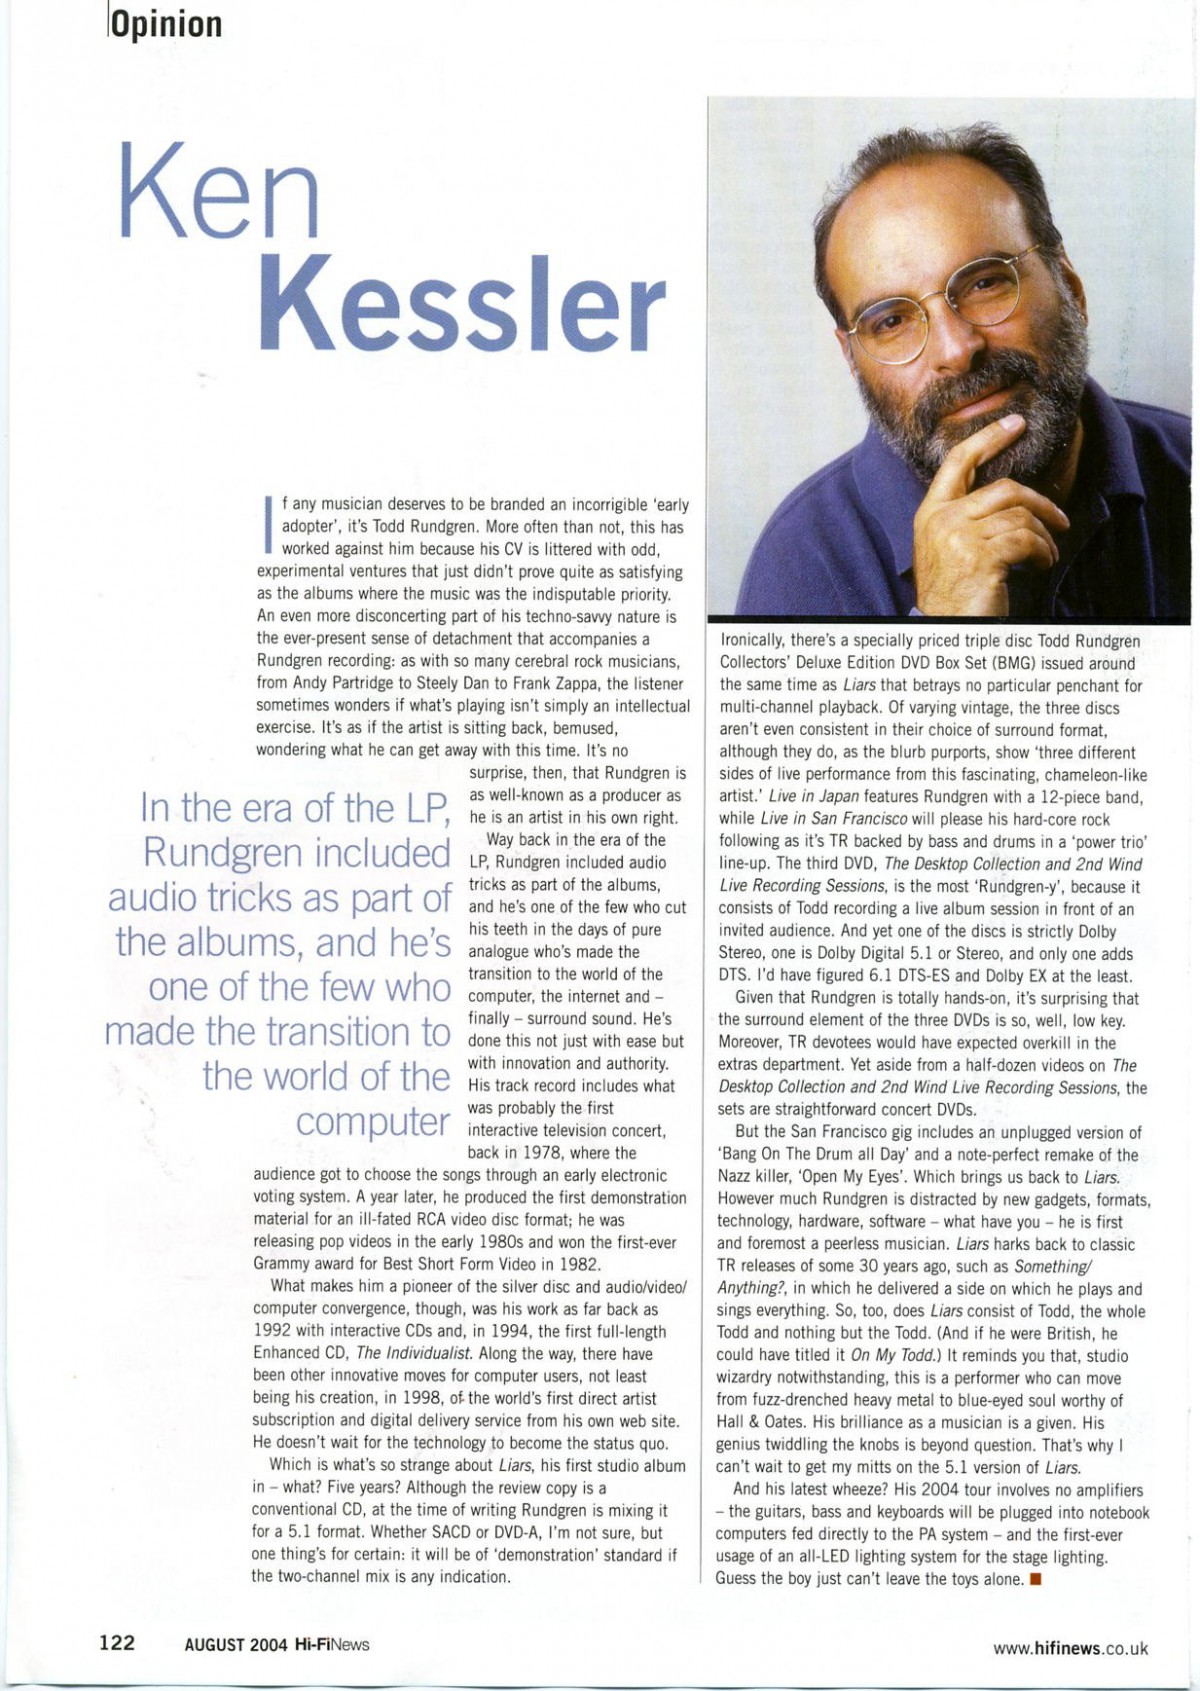 Opinion
Ken
Kessler
If any musician deserves to be branded an incorrigible ‘early
adopter’, it’s Todd Rundgren. More often than not, this has
worked against him because his CV is littered with odd,
experimental ventures that just didn’t prove quite as satisfying
as the albums where the music was the indisputable priority.
An even more disconcerting part of his techno-savvy nature is
the ever-present sense of detachment that accompanies a
Rundgren recording: as with so many cerebral rock musicians,
from Andy Partridge to Steely Dan to Frank Zappa, the listener
sometimes wonders if what’s playing isn’t simply an intellectual
exercise. It’s as if the artist is sitting back, bemused,
wondering what he can get away with this time. It’s no
surprise, then, that Rundgren is
as well-known as a producer as
he is an artist in his own right.
Way back in the era of the
LP, Rundgren included audio
tricks as part of the albums,
and he’s one of the few who cut
his teeth in the days of pure
analogue who’s made the
transition to the world of the
computer, the internet and –
finally – surround sound. He’s
done this not just with ease but
with innovation and authority.
His track record includes what
was probably the first
interactive television concert,
back in 1978, where the
audience got to choose the songs through an early electronic
voting system. A year later, he produced the first demonstration
material for an ill-fated RCA video disc format; he was
releasing pop videos in the early 1980s and won the first-ever
Grammy award for Best Short Form Video in 1982.
What makes him a pioneer of the silver disc and audio/video/
computer convergence, though, was his work as far back as
1992 with interactive CDs and, in 1994, the first full-length
Enhanced CD, The Individualist. Along the way, there have
been other innovative moves for computer users, not least
being his creation, in 1998, of the world’s first direct artist
subscription and digital delivery service from his own web site.
He doesn’t wait for the technology to become the status quo.
Which is what’s so strange about Liars, his first studio album
in – what? Five years? Although the review copy is a
conventional CD, at the time of writing Rundgren is mixing it
for a 5.1 format. Whether SACD or DVD-A, I’m not sure, but
one thing’s for certain: it will be of ‘demonstration’ standard if
the two-channel mix is any indication.
In the era of the LP,
Rundgren included
audio tricks as part of
the albums, and he’s
one of the few who
made the transition to
the world of the
computer
Ironically, there’s a specially priced triple disc Todd Rundgren
Collectors’ Deluxe Edition DVD Box Set (BMG) issued around
the same time as Liars that betrays no particular penchant for
multi-channel playback. Of varying vintage, the three discs
aren’t even consistent in their choice of surround format,
although they do, as the blurb purports, show ‘three different
sides of live performance from this fascinating, chameleon-like
artist.’ Live in Japan features Rundgren with a 12-piece band,
while Live in San Francisco will please his hard-core rock
following as it’s TR backed by bass and drums in a ‘power trio’
line-up. The third DVD, The Desktop Collection and 2nd Wind
Live Recording Sessions, is the most ‘Rundgren-y’, because it
consists of Todd recording a live album session in front of an
invited audience. And yet one of the discs is strictly Dolby
Stereo, one is Dolby Digital 5.1 or Stereo, and only one adds
DTS. I’d have figured 6.1 DTS-ES and Dolby EX at the least.
Given that Rundgren is totally hands-on, it’s surprising that
the surround element of the three DVDs is so, well, low key.
Moreover, TR devotees would have expected overkill in the
extras department. Yet aside from a half-dozen videos on The
Desktop Collection and 2nd Wind Live Recording Sessions, the
sets are straightforward concert DVDs.
But the San Francisco gig includes an unplugged version of
‘Bang On The Drum all Day’ and a note-perfect remake of the
Nazz killer, ‘Open My Eyes’. Which brings us back to Liars.
However much Rundgren is distracted by new gadgets, formats,
technology, hardware, software – what have you – he is first
and foremost a peerless musician. Liars harks back to classic
TR releases of some 30 years ago, such as Something/
Anything?, in which he delivered a side on which he plays and
sings everything. So, too, does Liars consist of Todd, the whole
Todd and nothing but the Todd. (And if he were British, he
could have titled it On My Todd.) It reminds you that, studio
wizardry notwithstanding, this is a performer who can move
from fuzz-drenched heavy metal to blue-eyed soul worthy of
Hall & Oates. His brilliance as a musician is a given. His
genius twiddling the knobs is beyond question. That’s why I
can’t wait to get my mitts on the 5.1 version of Liars.
And his latest wheeze? His 2004 tour involves no amplifiers
– the guitars, bass and keyboards will be plugged into notebook
computers fed directly to the PA system – and the first-ever
usage of an all-LED lighting system for the stage lighting.
Guess the boy just can’t leave the toys alone.
122 AUGUST 2004 Hi-FiNews
www.hifinews.co.uk